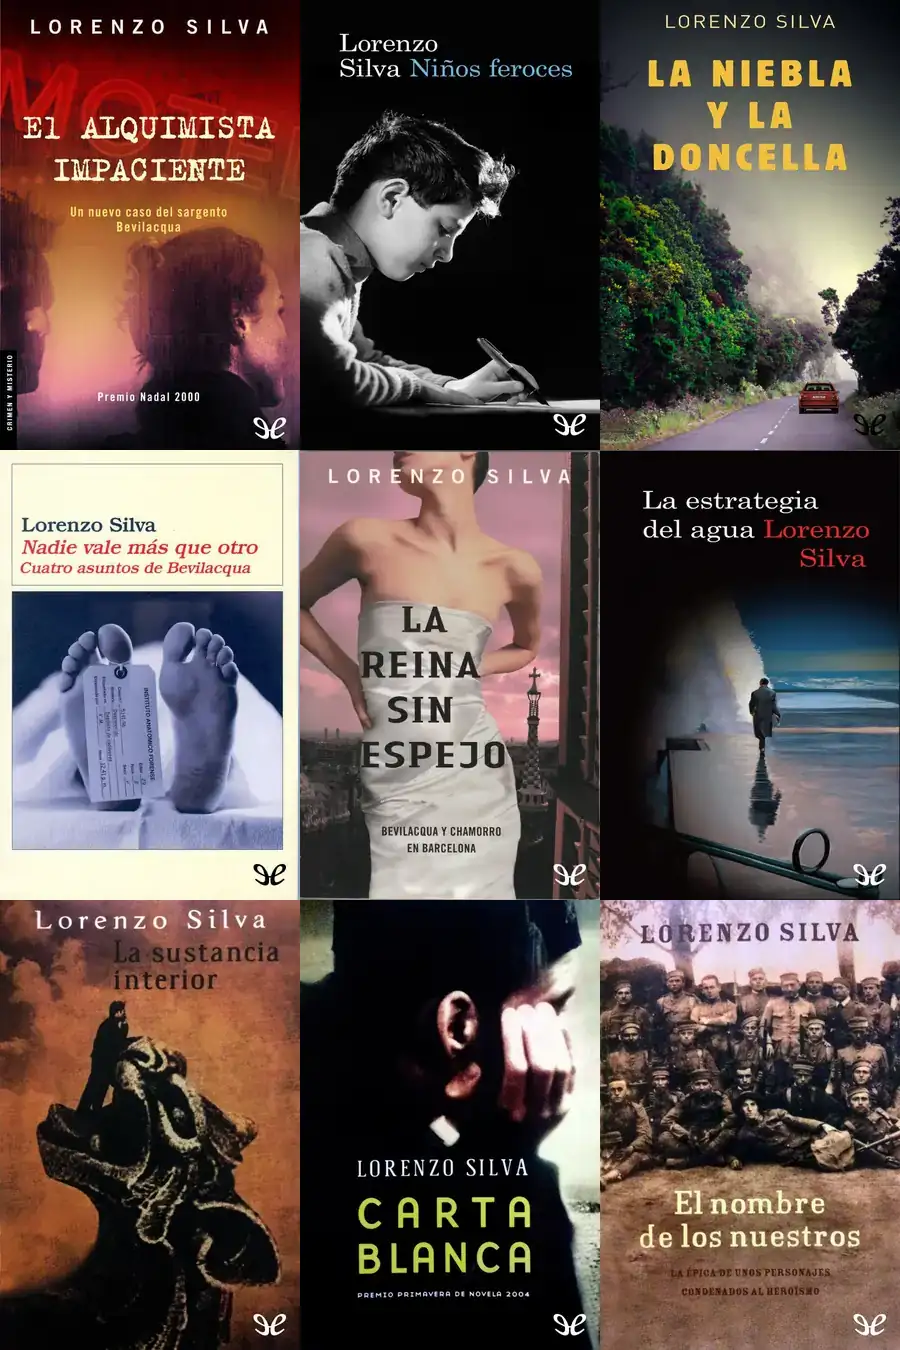 LORENZO SILVA
MOTEL
El ALQUIMISTA
IMPACIENTE
Un nuevo caso del sargento
Bevilacqua
Premio Nadal 2000
CRIMEN Y MISTERIO
Lorenzo
Silva Niños feroces
LORENZO SILVA
LA NIEBLA
Y LA
DONCELLA
Lorenzo Silva
Nadie vale más que otro
Cuatro asuntos de Bevilacqua
INSTITUTO ANATOMICO FORENSE
LORENZO SILVA
LA
REINA
SIN
ESPEJO
BEVILACQUA Y CHAMORRO
EN BARCELONA
La estrategia
del agua Lorenzo
Silva
Lorenzo Silva
La sustancia
interior
LORENZO SILVA
CARTA
BLANCA
PREMIO PRIMAVERA DE NOVELA 2004
LORENZO SILVA
El nombre
de los nuestros
LA ÉPICA DE UNOS PERSONAJES
CONDENADOS AL HEROÍSMO